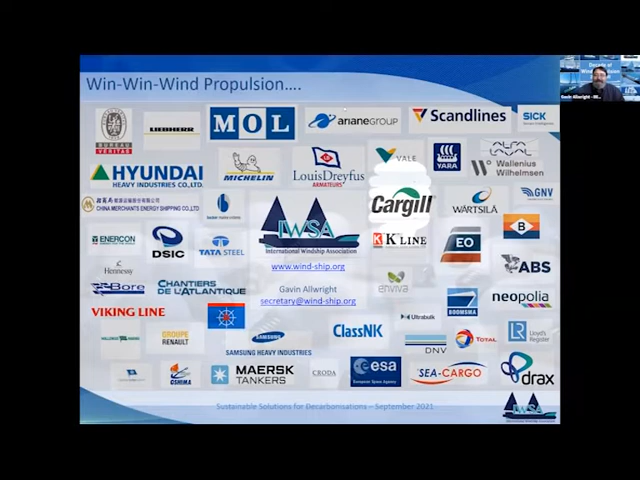 Win-Win-Wind Propulsion....
BUREAU
VERITAS
LIEBHERR
MOL
arianeGROUP
Scandlines
SICK
HYUNDAI
HEAVY INDUSTRIES CO.,LTD.
MICHELIN
LouisDreyfus
ARMATEURS
VALE
YARA
Wallenius
Wilhelmsen
CHINA MERCHANTS ENERGY SHIPPING CO.,LTD
Cargill
WÄRTSILÄ
GNV
ENERCON
DSIC
TATA STEEL
IWSA
International Windship Association
K LINE
EO
B
ABS
www.wind-ship.org
Hennessy
Bore
CHANTIERS
DE L'ATLANTIQUE
Gavin Allwright
secretary@wind-ship.org
enviva
BOOMSMA
neopolia
VIKING LINE
Ultrabulk
GROUPE
RENAULT
SAMSUNG
SAMSUNG HEAVY INDUSTRIES
ClassNK
DNV
TOTAL
Lloyd's
Register
OSHIMA
MAERSK
TANKERS
CRODA
esa
European Space Agency
SEA-CARGO
drax
Sustainable Solutions for Decarbonisations – September 2021
IWSA